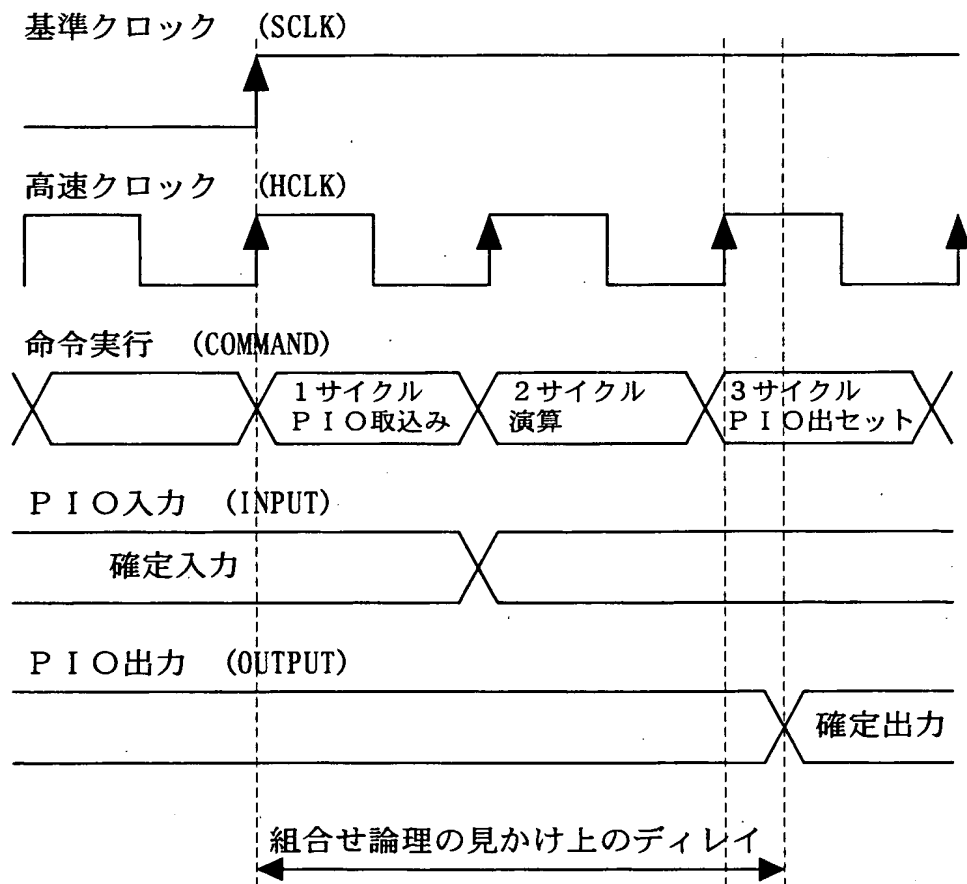 基準クロック (SCLK)
高速クロック (HCLK)
命令実行 (COMMAND)
1サイクル
PIO取込み
2サイクル
演算
3サイクル
PIO出セット
PIO入力 (INPUT)
確定入力
PIO出力 (OUTPUT)
確定出力
組合せ論理の見かけ上のディレイ